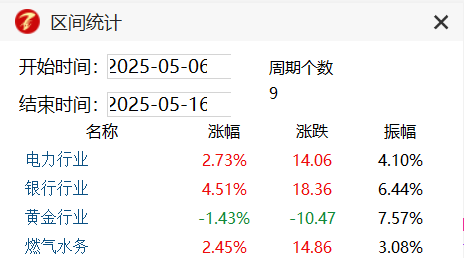 区间统计
开始时间: 2025-05-06 周期个数
9
结束时间: 2025-05-16
名称 涨幅 涨跌 振幅
电力行业 2.73% 14.06 4.10%
银行行业 4.51% 18.36 6.44%
黄金行业 -1.43% -10.47 7.57%
燃气水务 2.45% 14.86 3.08%